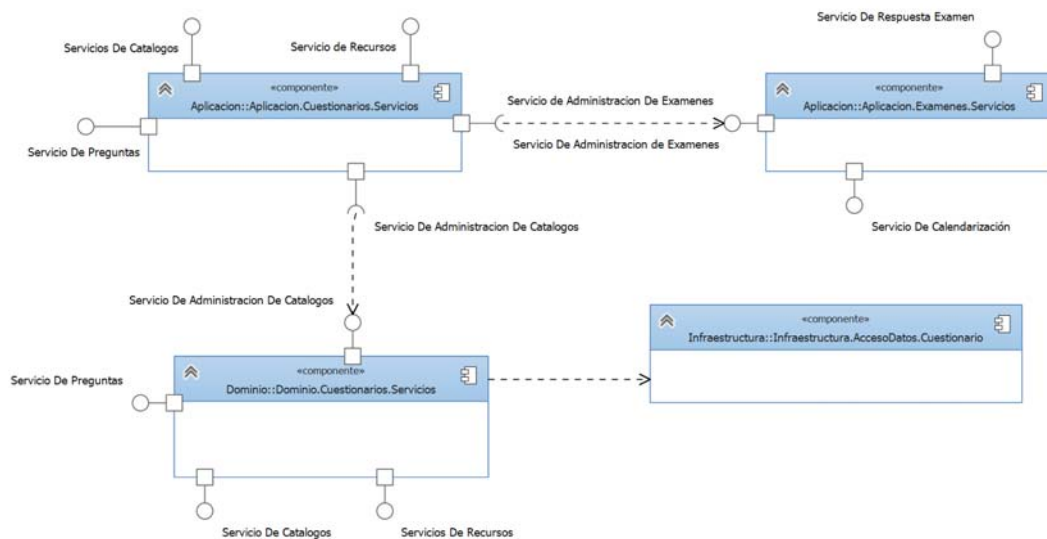 Servicio De Respuesta Examen
Servicios De Catalogos
Servicio de Recursos
«componente»
Aplicacion::Aplicacion.Cuestionarios.Servicios
«componente»
Aplicacion::Aplicacion.Examenes.Servicios
Servicio de Administracion De Examenes
Servicio De Administracion de Examenes
Servicio De Preguntas
Servicio De Administracion De Catalogos
Servicio De Calendarización
Servicio De Administracion De Catalogos
«componente»
Infraestructura::Infraestructura.AccesoDatos.Cuestionario
Servicio De Preguntas
«componente»
Dominio::Dominio.Cuestionarios.Servicios
Servicio De Catalogos
Servicios De Recursos